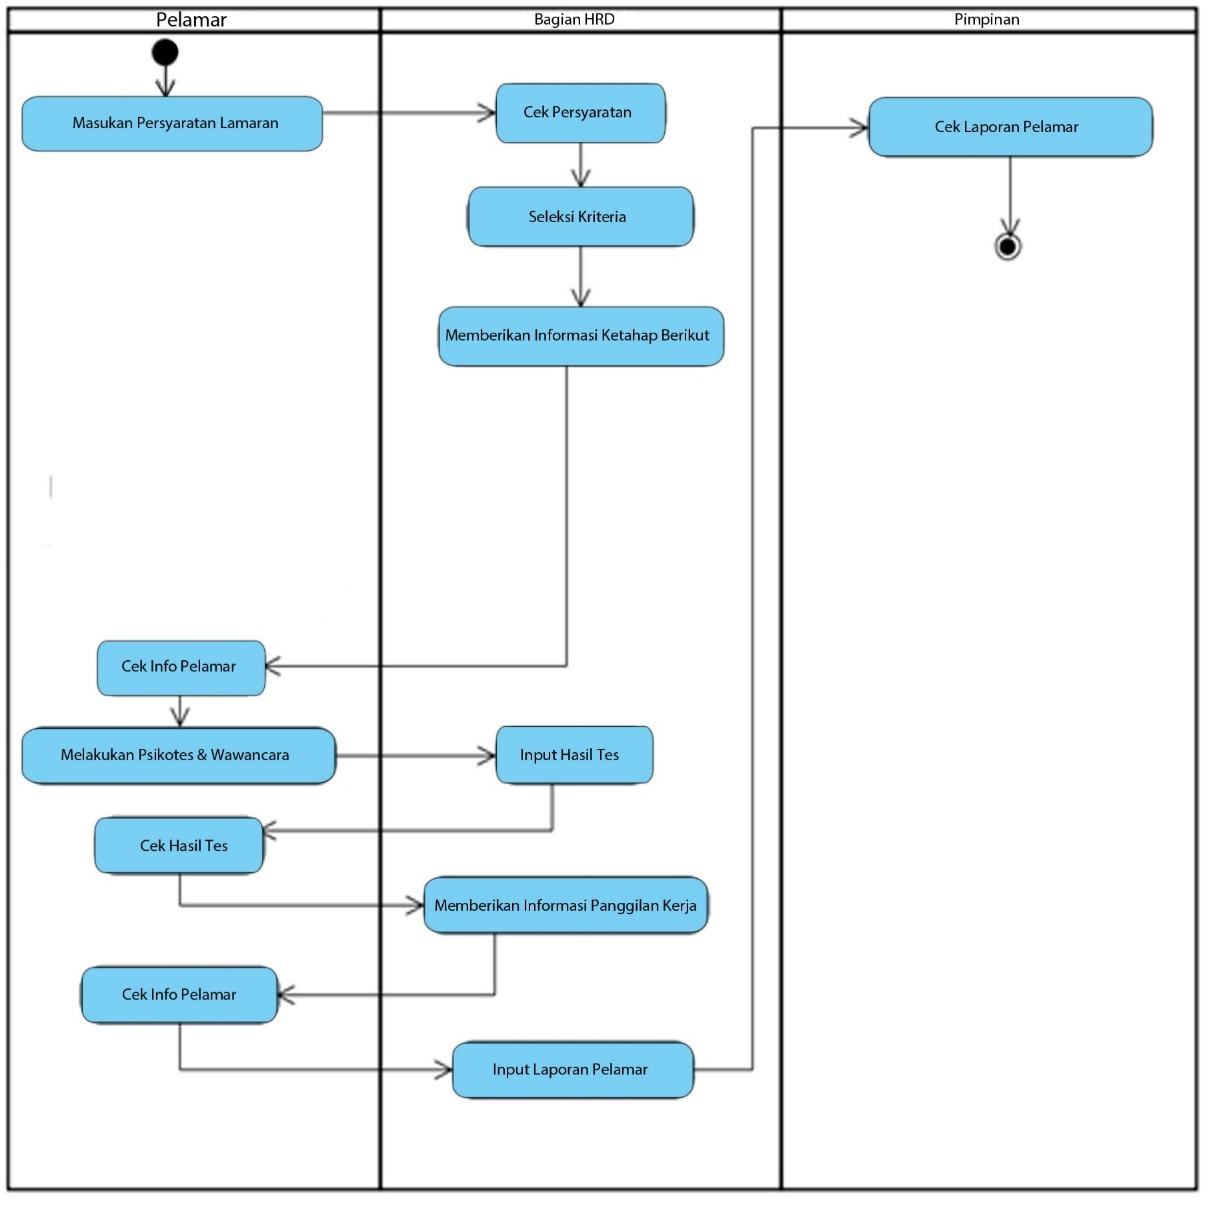 Pelamar
Bagian HRD
Pimpinan
Masukan Persyaratan Lamaran
Cek Persyaratan
Cek Laporan Pelamar
Seleksi Kriteria
Memberikan Informasi Ketahap Berikut
Cek Info Pelamar
Melakukan Psikotes & Wawancara
Input Hasil Tes
Cek Hasil Tes
Memberikan Informasi Panggilan Kerja
Cek Info Pelamar
Input Laporan Pelamar